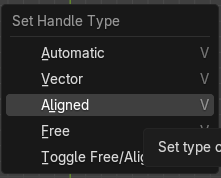 Set Handle Type
Automatic V
Vector V
Aligned V
Free V
Toggle Free/Alig
Set type o